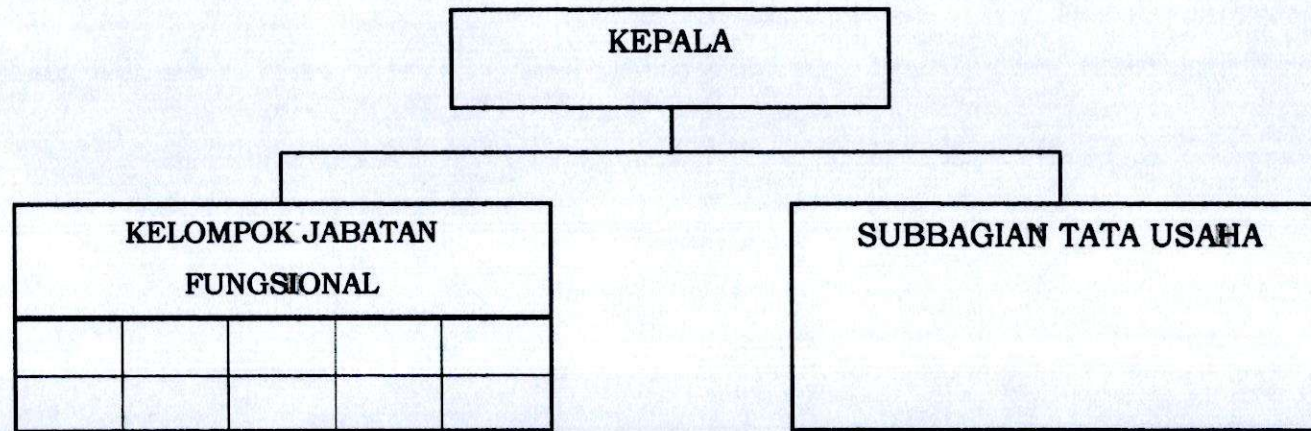 KEPALA
KELOMPOK JABATAN
FUNGSIONAL
SUBBAGIAN TATA USAHA